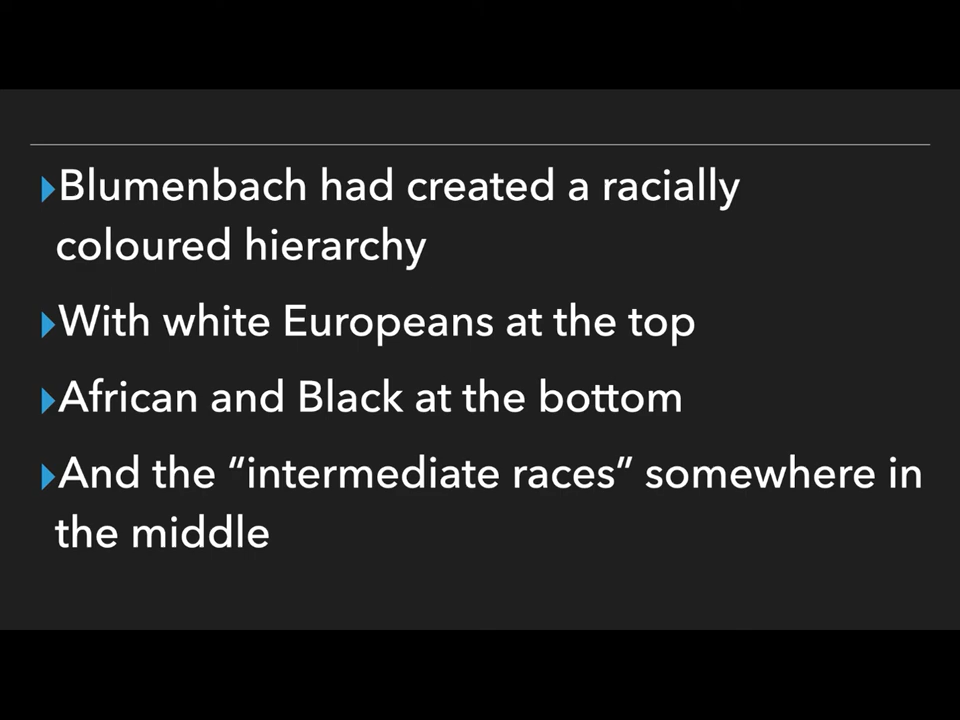 ▸Blumenbach had created a racially
coloured hierarchy
▸With white Europeans at the top
▸African and Black at the bottom
▸And the “intermediate races” somewhere in
the middle